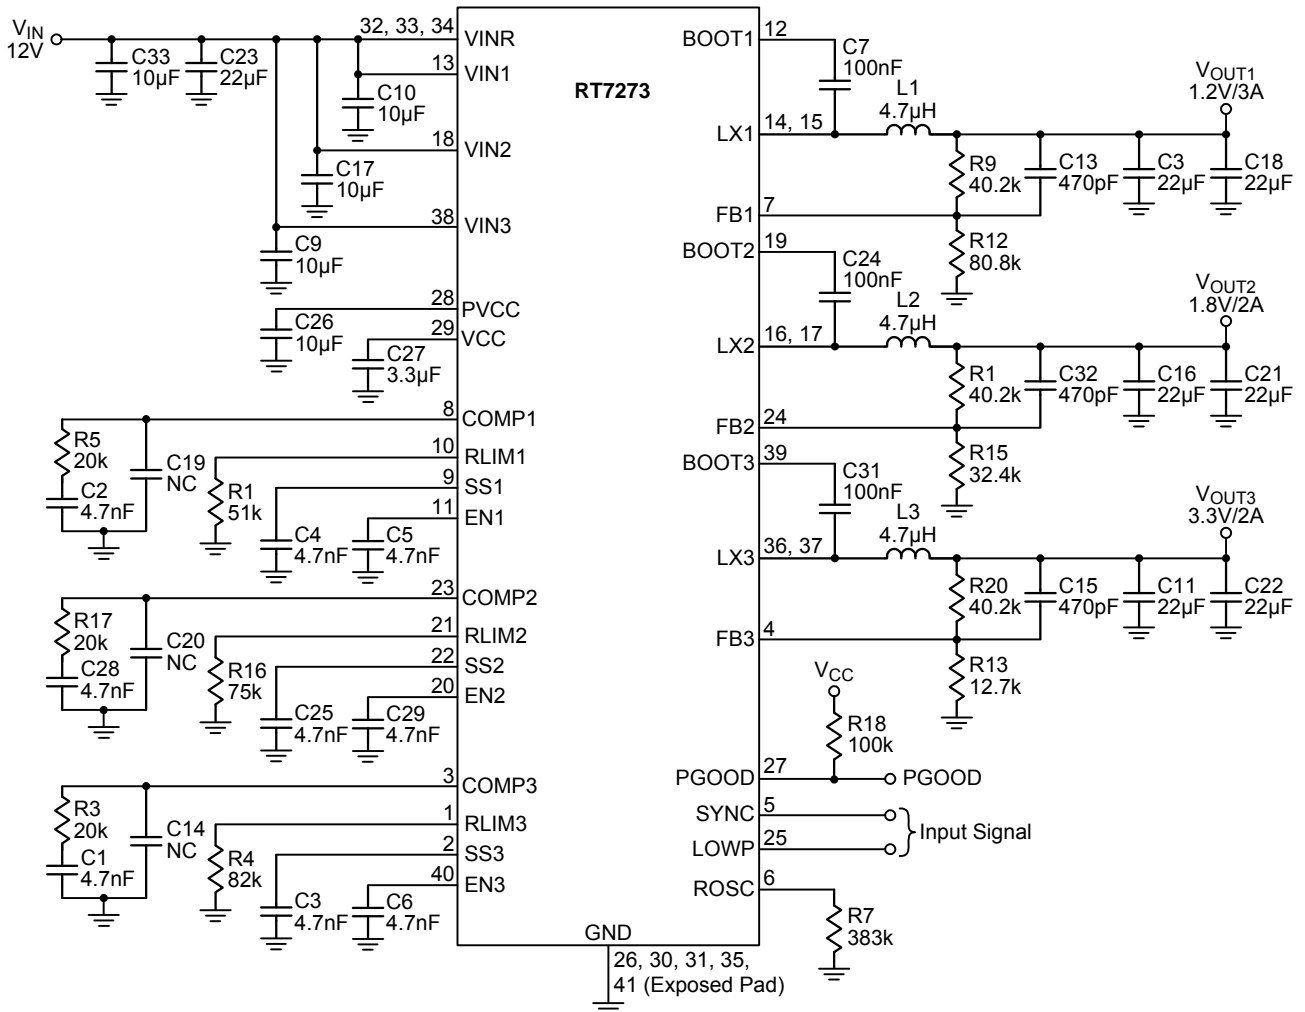 VIN
12V
C33
10µF
C23
22µF
32, 33, 34
VINR
13
VIN1
C10
10µF
18
VIN2
C17
10µF
38
VIN3
C9
10µF
28
PVCC
C26
10µF
29
VCC
C27
3.3µF
8
COMP1
R5
20k
C2
4.7nF
C19
NC
10
RLIM1
R1
51k
9
SS1
C4
4.7nF
11
EN1
C5
4.7nF
23
COMP2
R17
20k
C28
4.7nF
C20
NC
21
RLIM2
R16
75k
22
SS2
C25
4.7nF
20
EN2
C29
4.7nF
3
COMP3
R3
20k
C1
4.7nF
C14
NC
1
RLIM3
R4
82k
2
SS3
C3
4.7nF
40
EN3
C6
4.7nF
RT7273
GND
26, 30, 31, 35,
41 (Exposed Pad)
BOOT1
12
C7
100nF
LX1
14, 15
L1
4.7µH
VOUT1
1.2V/3A
R9
40.2k
C13
470pF
C3
22µF
C18
22µF
FB1
7
R12
80.8k
BOOT2
19
C24
100nF
LX2
16, 17
L2
4.7µH
VOUT2
1.8V/2A
R1
40.2k
C32
470pF
C16
22µF
C21
22µF
FB2
24
R15
32.4k
BOOT3
39
C31
100nF
LX3
36, 37
L3
4.7µH
VOUT3
3.3V/2A
R20
40.2k
C15
470pF
C11
22µF
C22
22µF
FB3
4
R13
12.7k
VCC
R18
100k
PGOOD
27
PGOOD
SYNC
5
LOWP
25
Input Signal
ROSC
6
R7
383k